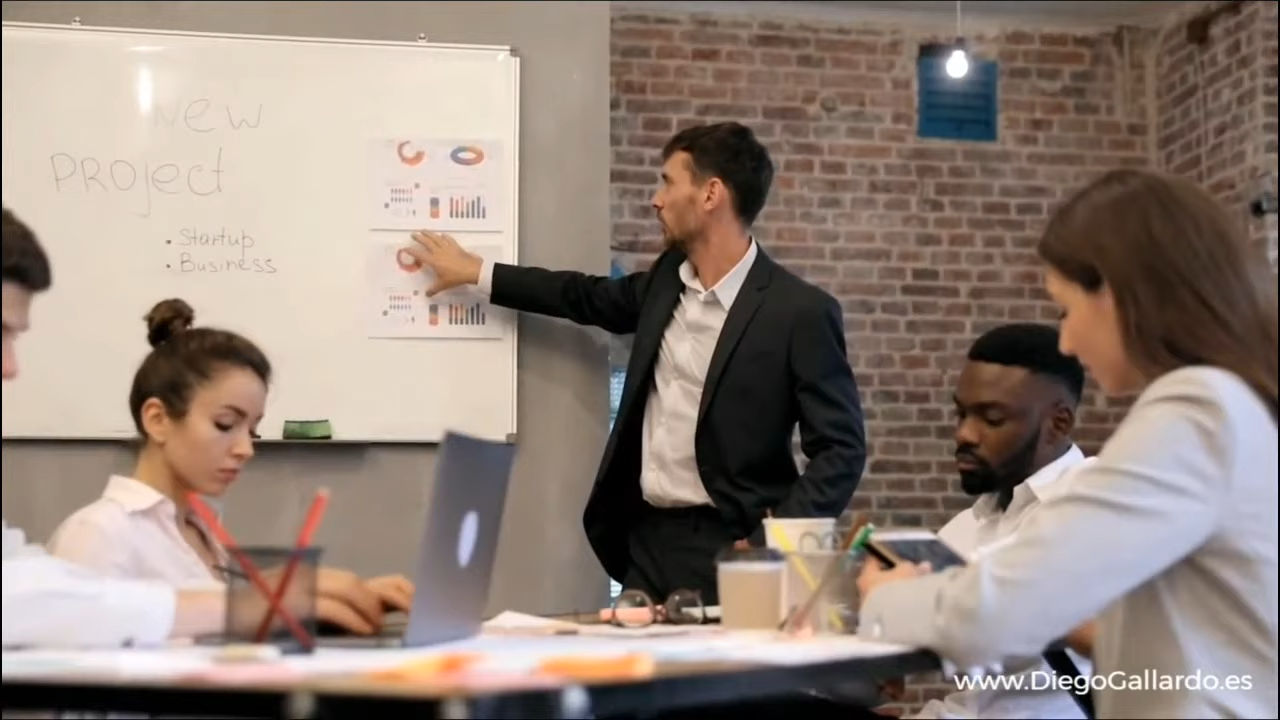 New
PROject
• Startup
• Business
www.DiegoGallardo.es